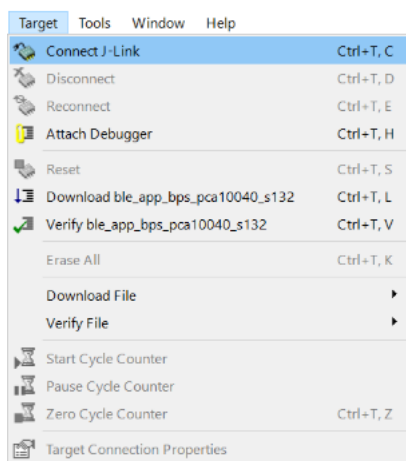 Target Tools Window Help
Connect J-Link Ctrl+T, C
Disconnect Ctrl+T, D
Reconnect Ctrl+T, E
Attach Debugger Ctrl+T, H
Reset Ctrl+T, S
Download ble_app_bps_pca10040_s132 Ctrl+T, L
Verify ble_app_bps_pca10040_s132 Ctrl+T, V
Erase All Ctrl+T, K
Download File
Verify File
Start Cycle Counter
Pause Cycle Counter
Zero Cycle Counter Ctrl+T, Z
Target Connection Properties